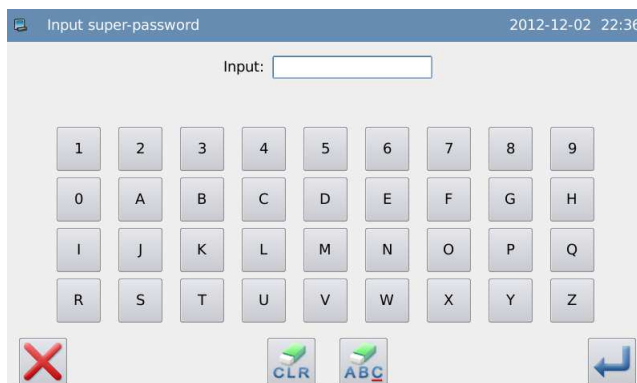 Input super-password 2012-12-02 22:36
Input:
1 2 3 4 5 6 7 8 9
0 A B C D E F G H
I J K L M N O P Q
R S T U V W X Y Z
CLR ABC